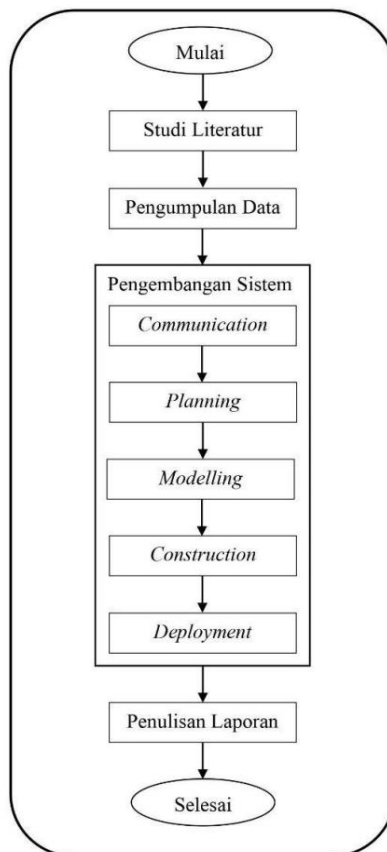 Mulai
Studi Literatur
Pengumpulan Data
Pengembangan Sistem
Communication
Planning
Modelling
Construction
Deployment
Penulisan Laporan
Selesai